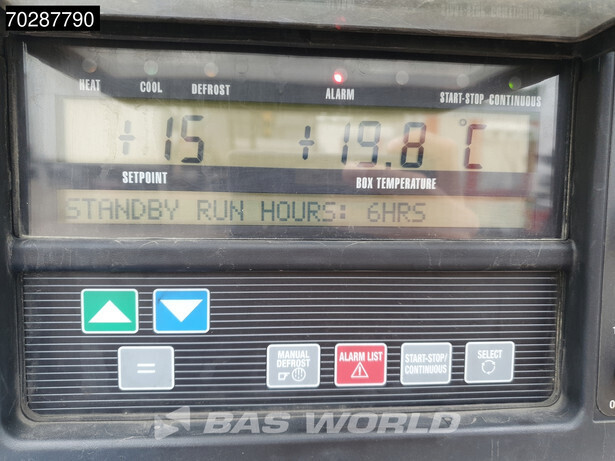 70287790
HEAT COOL DEFROST ALARM START-STOP CONTINUOUS
+15 +19.8 °C
SETPOINT BOX TEMPERATURE
STANDBY RUN HOURS: 6HRS
=
MANUAL DEFROST
ALARM LIST
START-STOP/ CONTINUOUS
SELECT
BAS WORLD